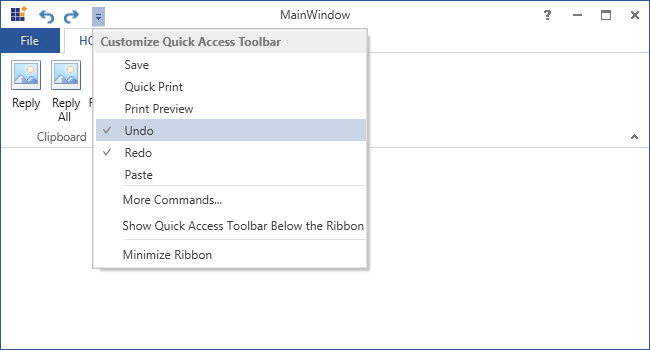 MainWindow
?
File
HO
Customize Quick Access Toolbar
Save
Quick Print
Print Preview
Undo
Redo
Paste
More Commands...
Show Quick Access Toolbar Below the Ribbon
Minimize Ribbon
Reply
Reply
All
Clipboard